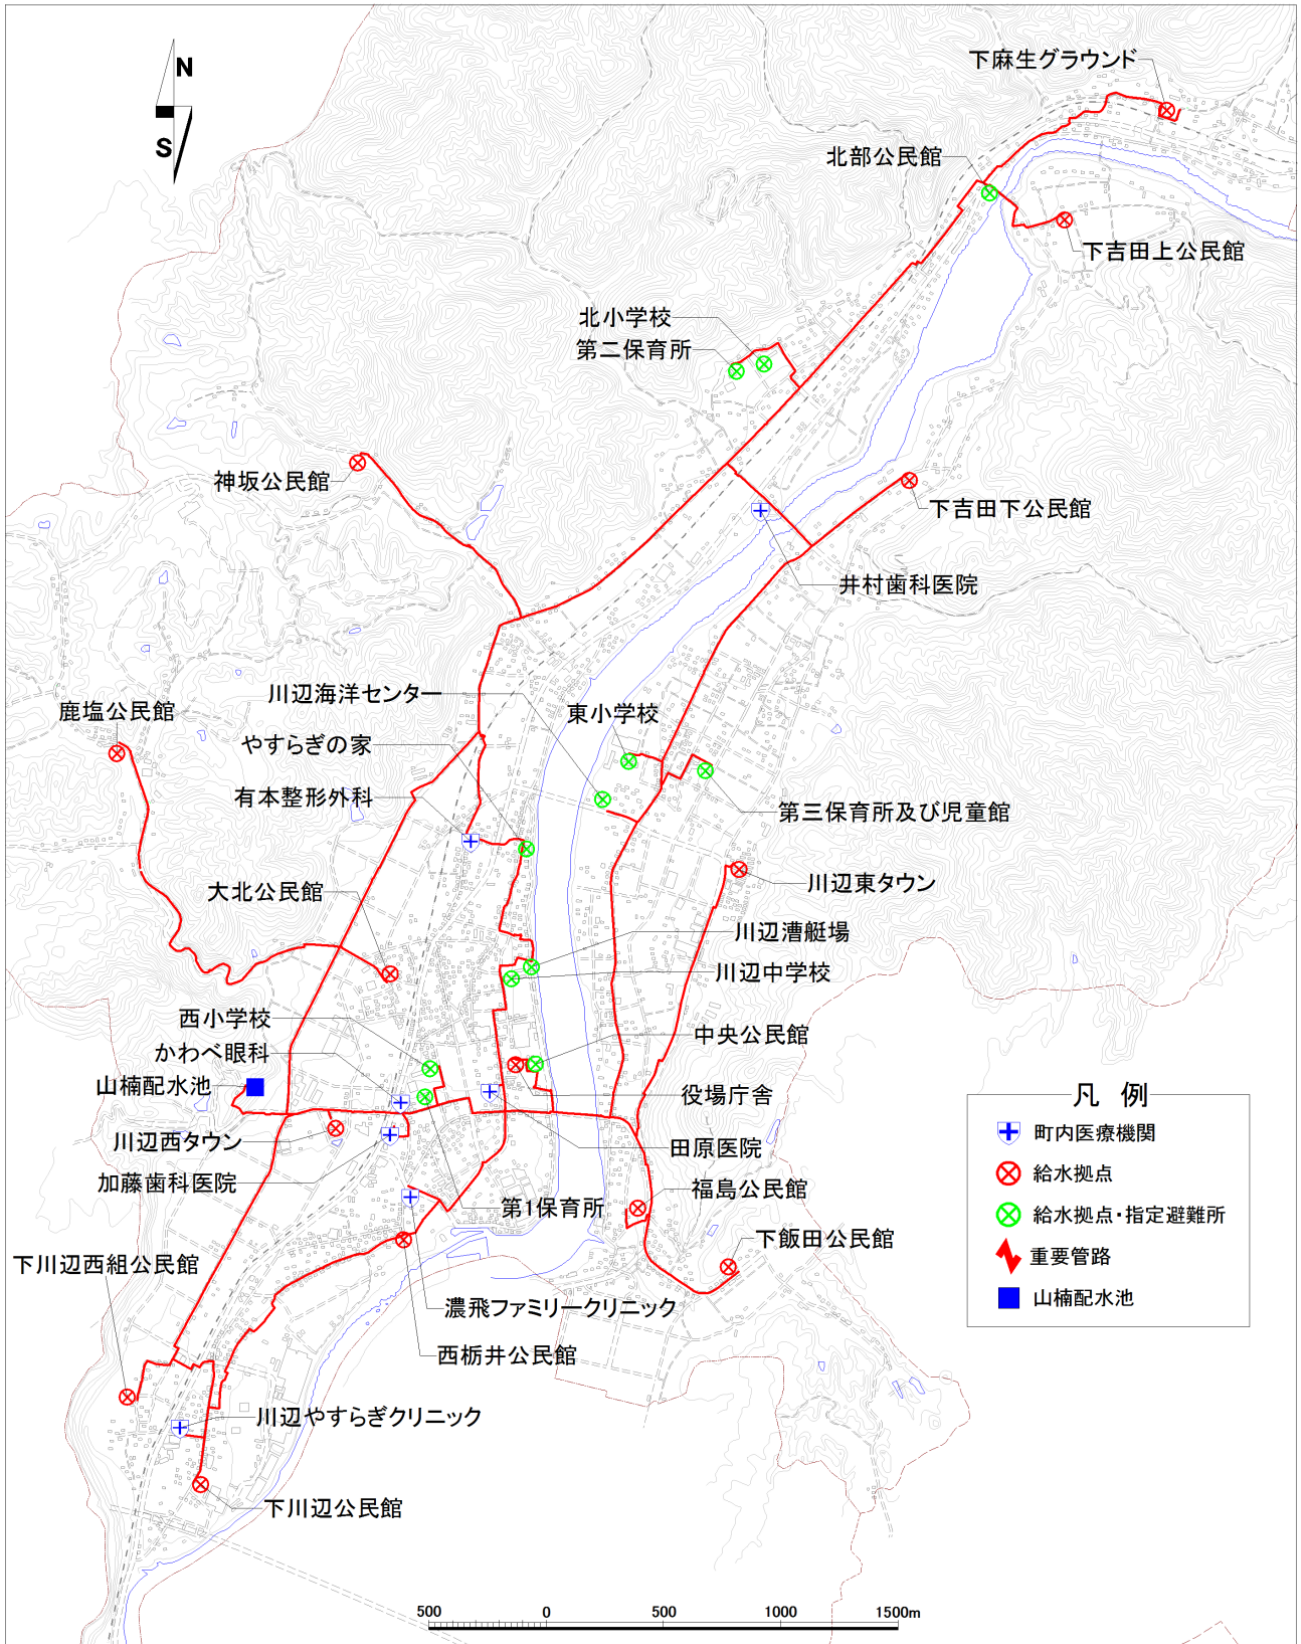 N
S
下麻生グラウンド
北部公民館
下吉田上公民館
北小学校
第二保育所
神坂公民館
下吉田下公民館
井村歯科医院
川辺海洋センター
鹿塩公民館
東小学校
やすらぎの家
有本整形外科
第三保育所及び児童館
大北公民館
川辺東タウン
川辺漕艇場
川辺中学校
西小学校
中央公民館
かわべ眼科
山楠配水池
役場庁舎
川辺西タウン
田原医院
加藤歯科医院
福島公民館
第1保育所
下飯田公民館
下川辺西組公民館
濃飛ファミリークリニック
西栃井公民館
川辺やすらぎクリニック
下川辺公民館
凡 例
町内医療機関
給水拠点
給水拠点・指定避難所
重要管路
山楠配水池
500 0 500 1000 1500m